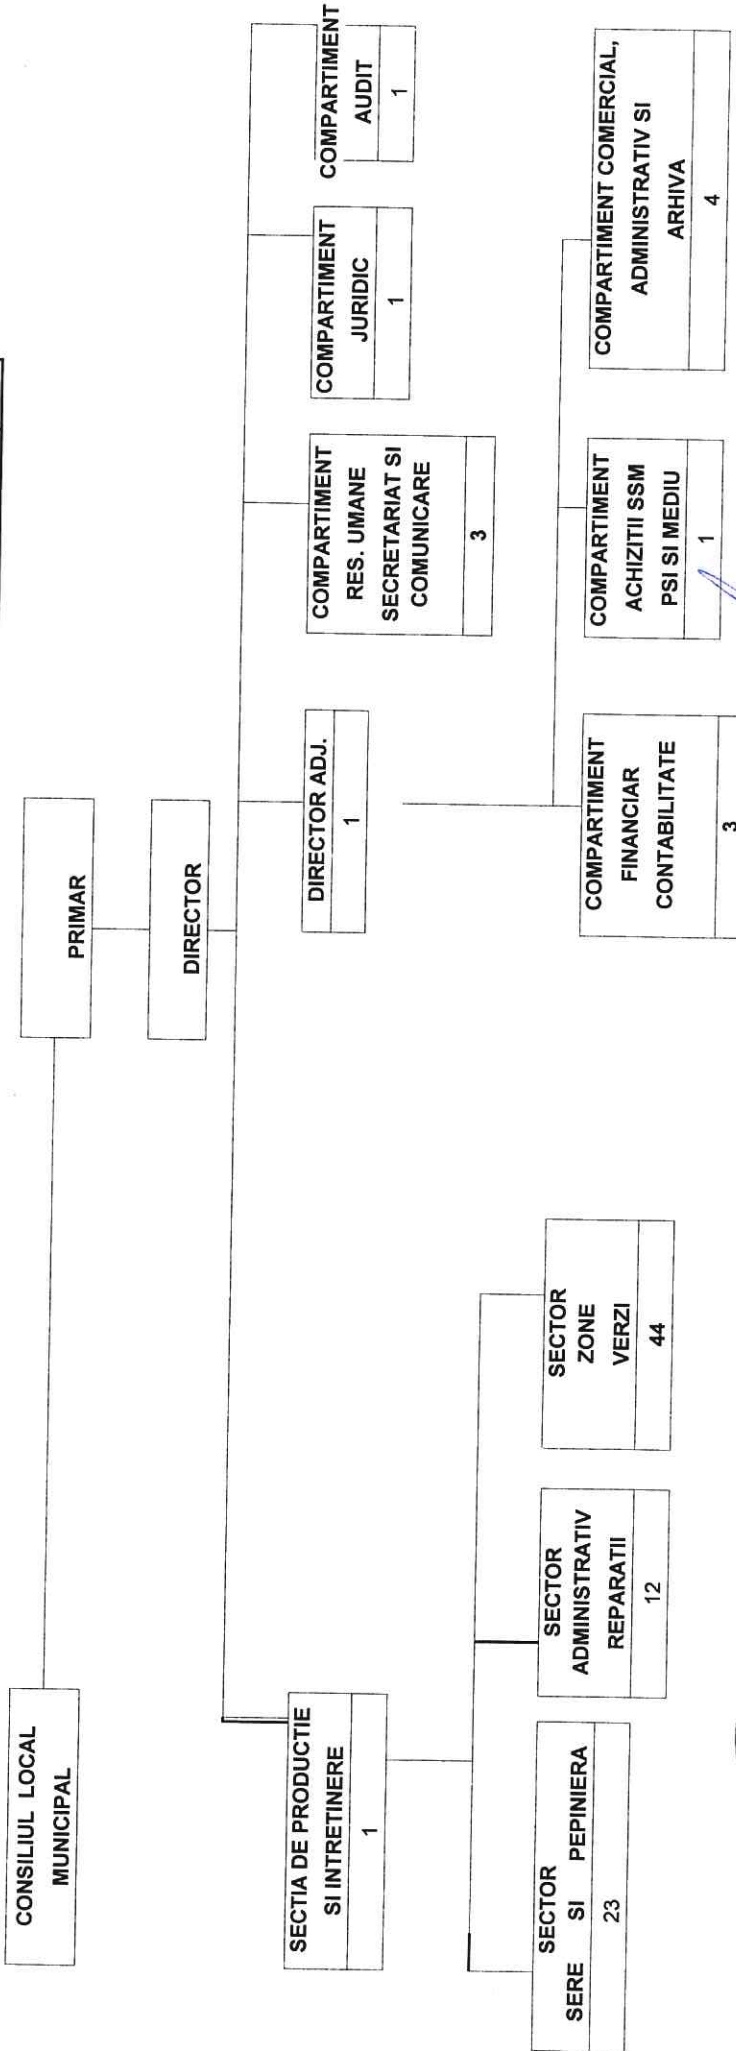 CONSILIUL LOCAL
MUNICIPAL
PRIMAR
DIRECTOR
SECTIA DE PRODUCTIE
SI INTRETINERE
1
DIRECTOR ADJ.
1
COMPARTIMENT
RES. UMANE
SECRETARIAT SI
COMUNICARE
3
COMPARTIMENT
JURIDIC
1
COMPARTIMENT
AUDIT
1
SECTOR
SERE SI PEPINIERA
23
SECTOR
ADMINISTRATIV
REPARATII
12
SECTOR
ZONE
VERZI
44
COMPARTIMENT
FINANCIAR
CONTABILITATE
3
COMPARTIMENT
ACHIZITII SSM
PSI SI MEDIU
1
COMPARTIMENT COMERCIAL,
ADMINISTRATIV SI
ARHIVA
4